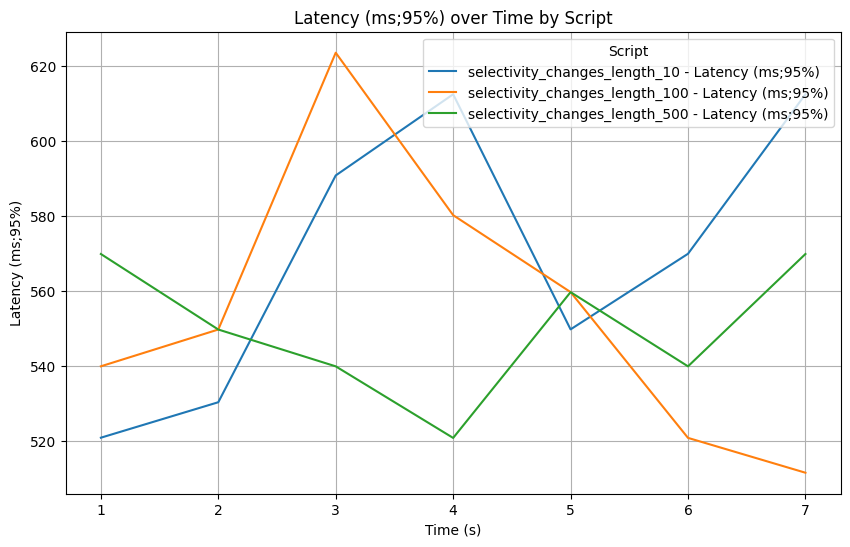 Latency (ms;95%) over Time by Script
Script
selectivity_changes_length_10 - Latency (ms;95%)
selectivity_changes_length_100 - Latency (ms;95%)
selectivity_changes_length_500 - Latency (ms;95%)
Latency (ms;95%)
620
600
580
560
540
520
1 2 3 4 5 6 7
Time (s)